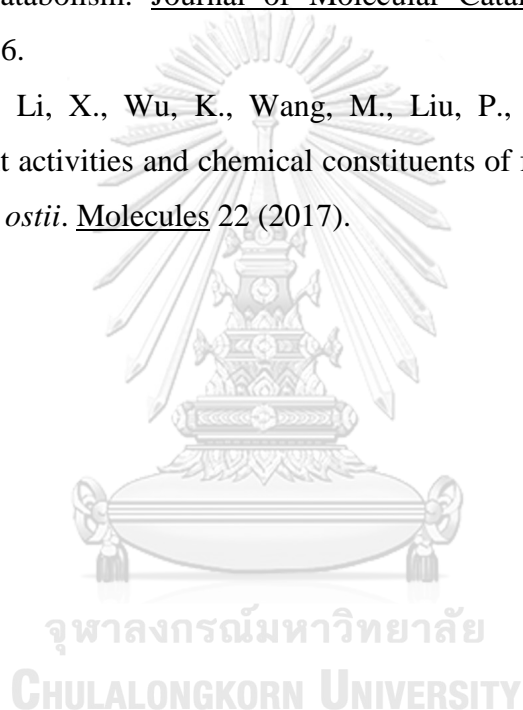 atabolism. Journal of Molecular Catal
6.
Li, X., Wu, K., Wang, M., Liu, P.,
t activities and chemical constituents of
ostii. Molecules 22 (2017).
จุฬาลงกรณ์มหาวิทยาลัย
CHULALONGKORN UNIVERSITY